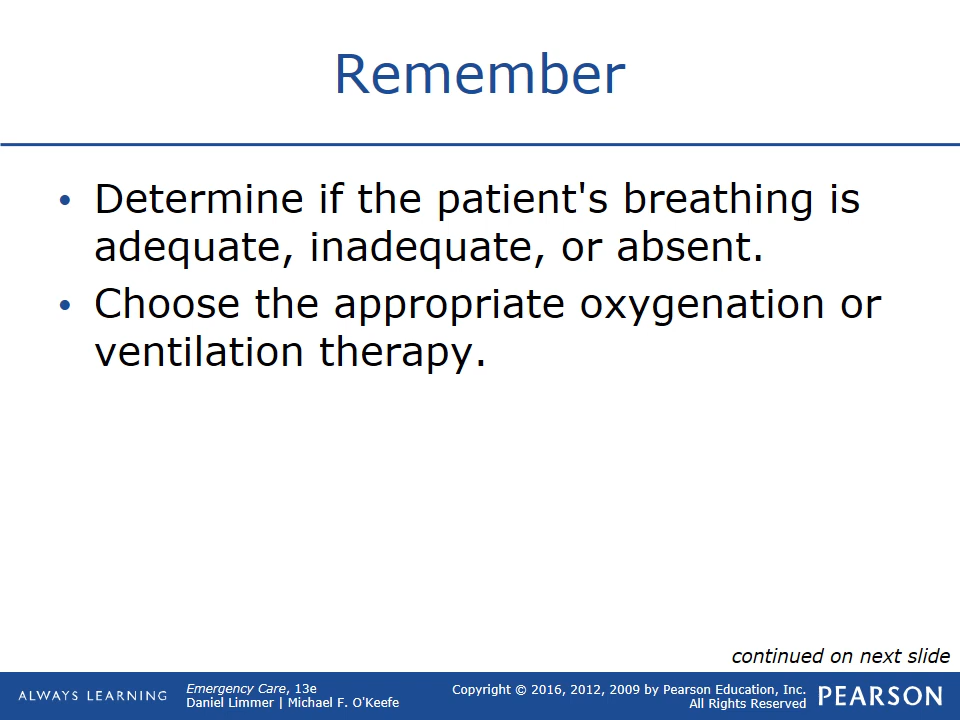 Remember
• Determine if the patient's breathing is
adequate, inadequate, or absent.
• Choose the appropriate oxygenation or
ventilation therapy.
continued on next slide
ALWAYS LEARNING
Emergency Care, 13e
Daniel Limmer | Michael F. O'Keefe
Copyright © 2016, 2012, 2009 by Pearson Education, Inc.
All Rights Reserved
PEARSON